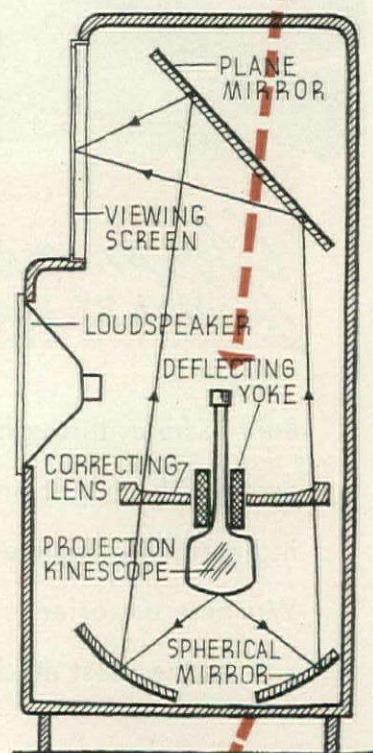 PLANE
MIRROR
VIEWING
SCREEN
LOUDSPEAKER
DEFLECTING
YOKE
CORRECTING
LENS
PROJECTION
KINESCOPE
SPHERICAL
MIRROR